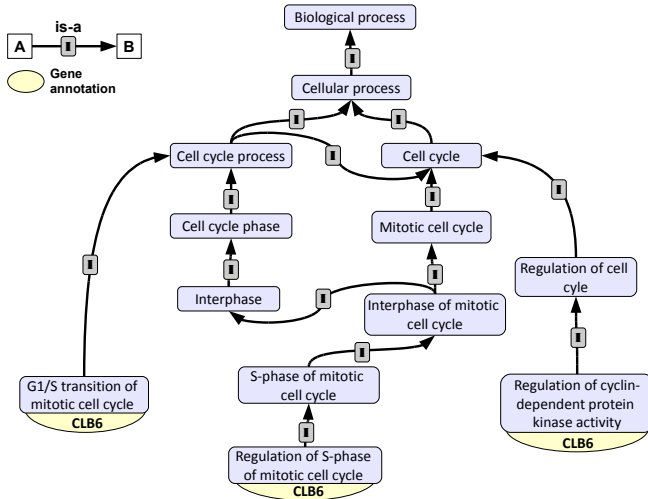 is-a
A
I
B
Gene
annotation
Biological process
I
Cellular process
I
I
Cell cycle process
I
Cell cycle
I
I
I
Cell cycle phase
Mitotic cell cycle
I
I
I
Regulation of cell
cyle
Interphase
I
Interphase of mitotic
cell cycle
I
I
S-phase of mitotic
cell cycle
G1/S transition of
mitotic cell cycle
CLB6
Regulation of cyclin-
dependent protein
kinase activity
CLB6
I
Regulation of S-phase
of mitotic cell cycle
CLB6